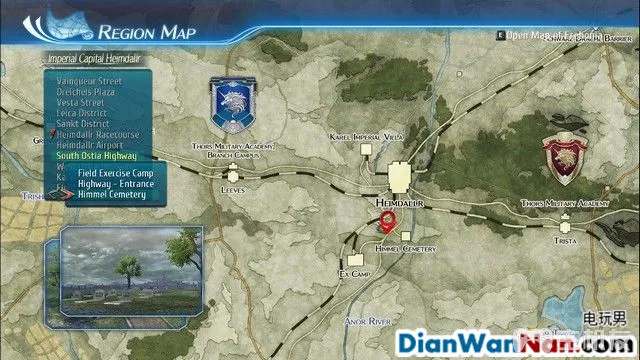 REGION MAP
E Open Map of Erebonia
BARRIER
Imperial Capital Heimdallr
Vainqueur Street
Dreichels Plaza
Vesta Street
Leica District
Sankt District
Heimdallr Racecourse
Heimdallr Airport
South Ostia Highway
Field Exercise Camp
Highway - Entrance
Himmel Cemetery
THORS MILITARY ACADEMY,
BRANCH CAMPUS
LEEVES
KAREL IMPERIAL VILLA
HEIMDALLR
HIMMEL CEMETERY
EX CAMP
ANOR RIVER
THORS MILITARY ACADEMY
TRISTA
电玩男
DianWanNan.com